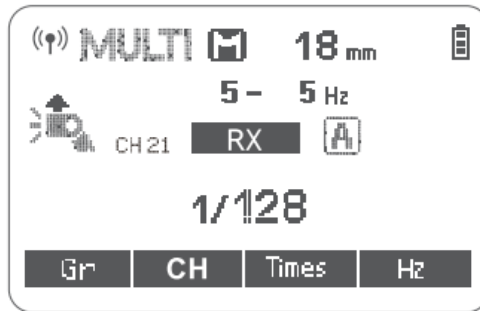 MULTI M 18 mm
5 - 5 Hz
CH 21 RX A
1/128
Gr CH Times Hz